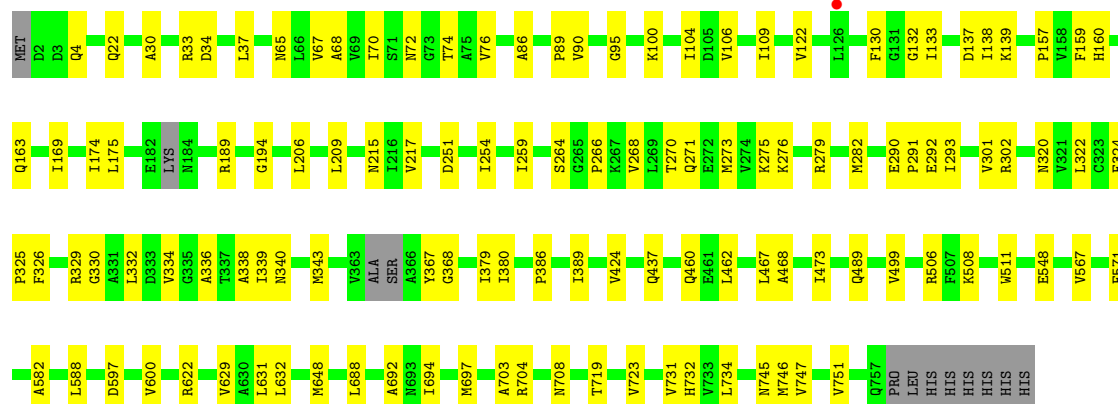 MET D2 D3 Q4 Q22 A30 R33 D34 L37 N65 L66 V67 A68 V69 I70 S71 N72 G73 T74 A75 V76 A86 P89 V90 G95 K100 I104 D105 V106 I109 V122 L126 F130 G131 G132 I133 D137 I138 K139 P157 V158 F159 H160
Q163 I169 I174 L175 E182 LYS N184 R189 G194 L206 L209 N215 I216 V217 D251 I254 I259 S264 G265 P266 K267 V268 L269 T270 Q271 E272 M273 V274 K275 K276 R279 M282 E290 P291 E292 I293 V301 R302 N320 V321 L322 C323 E324
P325 F326 R329 G330 A331 L332 D333 V334 G335 A336 T337 A338 I339 N340 M343 V363 ALA SER A366 Y367 G368 I379 I380 P386 I389 V424 Q437 Q460 E461 L462 L467 A468 I473 Q489 V499 R506 F507 K508 W511 E548 V567
A582 L588 D597 V600 R622 V629 A630 L631 L632 M648 L688 A692 N693 I694 M697 A703 R704 N708 T719 V723 V731 H732 V733 L734 N745 M746 V747 V751 Q757 PRO LEU HIS HIS HIS HIS HIS HIS